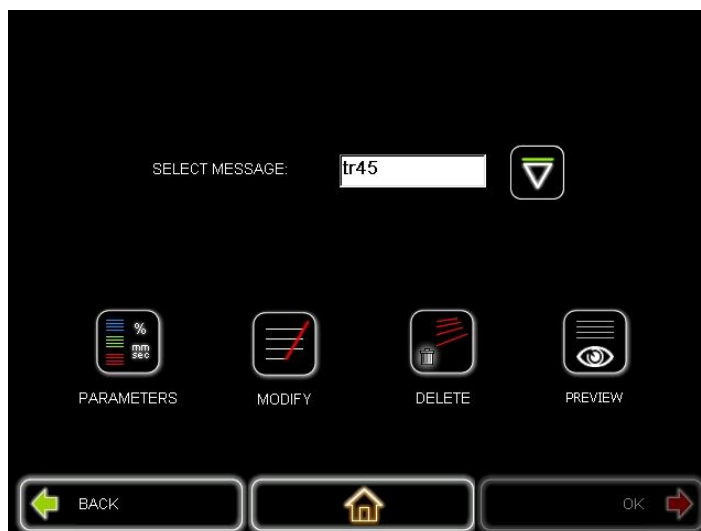 SELECT MESSAGE: tr45
%
mm
sec
PARAMETERS MODIFY DELETE PREVIEW
BACK OK